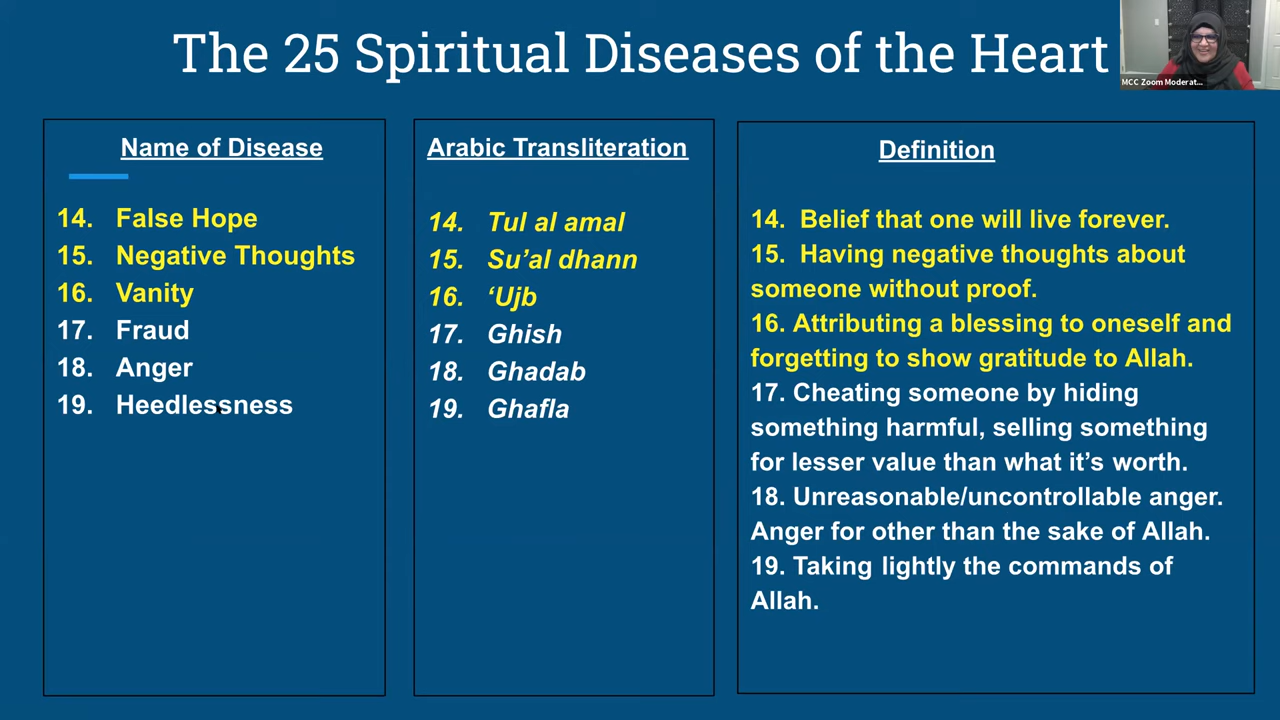 The 25 Spiritual Diseases of the Heart
MCC Zoom Moderat...
Name of Disease
14. False Hope
15. Negative Thoughts
16. Vanity
17. Fraud
18. Anger
19. Heedlessness
Arabic Transliteration
14. Tul al amal
15. Su’al dhann
16. ‘Ujb
17. Ghish
18. Ghadab
19. Ghafla
Definition
14. Belief that one will live forever.
15. Having negative thoughts about
someone without proof.
16. Attributing a blessing to oneself and
forgetting to show gratitude to Allah.
17. Cheating someone by hiding
something harmful, selling something
for lesser value than what it’s worth.
18. Unreasonable/uncontrollable anger.
Anger for other than the sake of Allah.
19. Taking lightly the commands of
Allah.